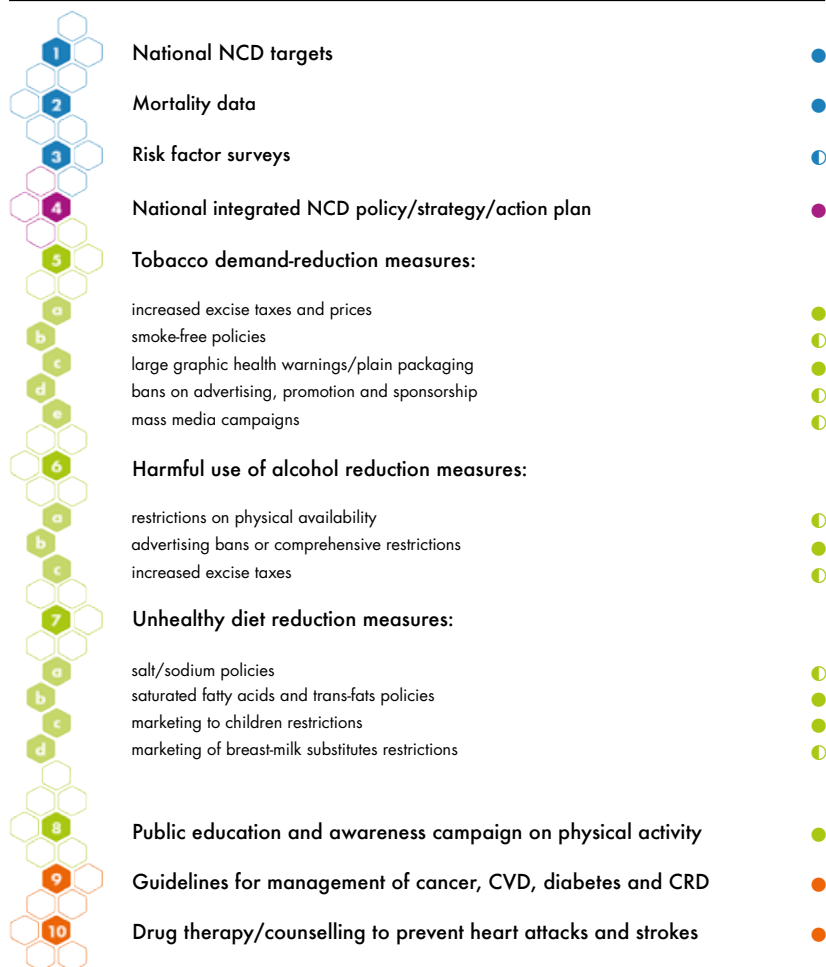 1 National NCD targets
2 Mortality data
3 Risk factor surveys
4 National integrated NCD policy/strategy/action plan
5 Tobacco demand-reduction measures:
a increased excise taxes and prices
b smoke-free policies
c large graphic health warnings/plain packaging
d bans on advertising, promotion and sponsorship
e mass media campaigns
6 Harmful use of alcohol reduction measures:
a restrictions on physical availability
b advertising bans or comprehensive restrictions
c increased excise taxes
7 Unhealthy diet reduction measures:
a salt/sodium policies
b saturated fatty acids and trans-fats policies
c marketing to children restrictions
d marketing of breast-milk substitutes restrictions
8 Public education and awareness campaign on physical activity
9 Guidelines for management of cancer, CVD, diabetes and CRD
10 Drug therapy/counselling to prevent heart attacks and strokes